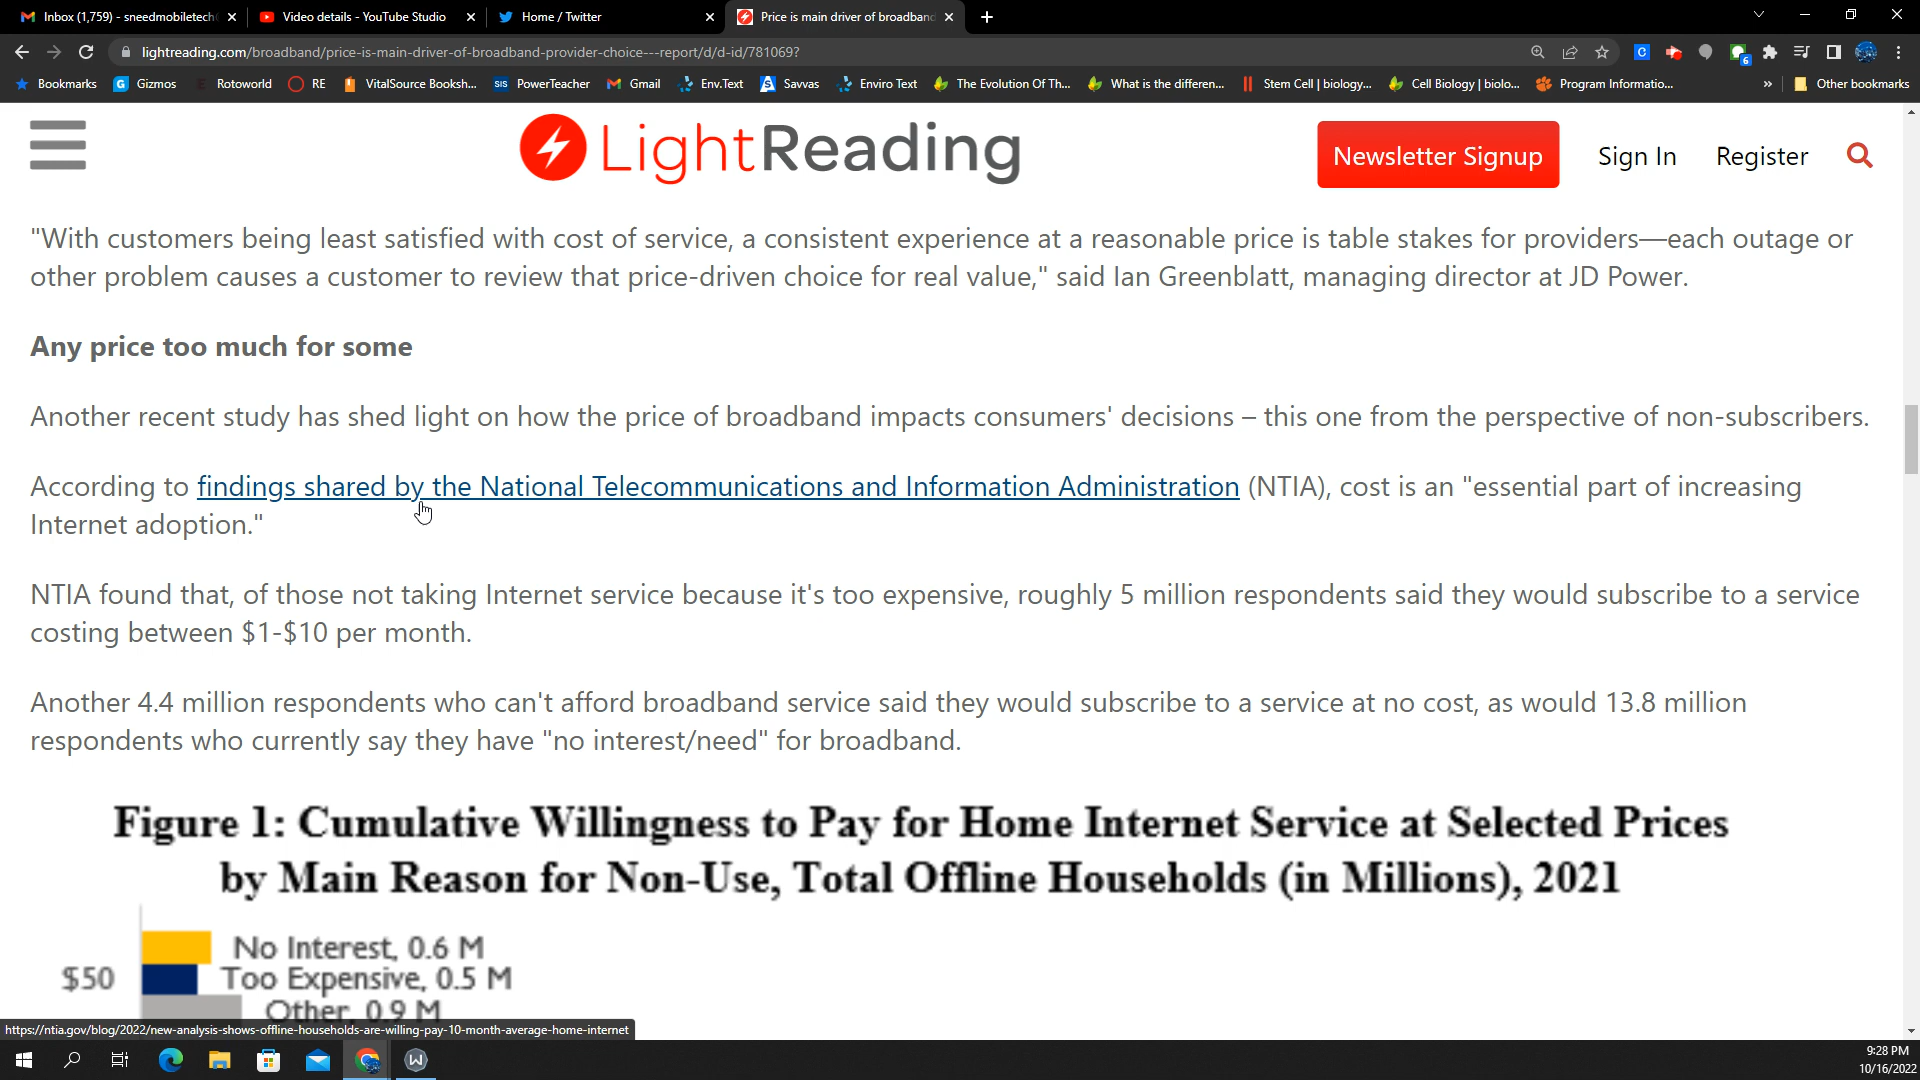 Inbox (1,759) - sneedmobiletech
Video details - YouTube Studio
Home / Twitter
Price is main driver of broadband
lightreading.com/broadband/price-is-main-driver-of-broadband-provider-choice---report/d/d-id/781069?
6
Bookmarks
Gizmos
Rotoworld
RE
VitalSource Booksh...
SIS PowerTeacher
Gmail
Env.Text
Savvas
Enviro Text
The Evolution Of Th...
What is the differen...
Stem Cell | biology...
Cell Biology | biolo...
Program Informatio...
»
Other bookmarks
LightReading
Newsletter Signup
Sign In
Register
"With customers being least satisfied with cost of service, a consistent experience at a reasonable price is table stakes for providers—each outage or
other problem causes a customer to review that price-driven choice for real value," said Ian Greenblatt, managing director at JD Power.
Any price too much for some
Another recent study has shed light on how the price of broadband impacts consumers' decisions – this one from the perspective of non-subscribers.
According to findings shared by the National Telecommunications and Information Administration (NTIA), cost is an "essential part of increasing
Internet adoption."
NTIA found that, of those not taking Internet service because it's too expensive, roughly 5 million respondents said they would subscribe to a service
costing between $1-$10 per month.
Another 4.4 million respondents who can't afford broadband service said they would subscribe to a service at no cost, as would 13.8 million
respondents who currently say they have "no interest/need" for broadband.
Figure 1: Cumulative Willingness to Pay for Home Internet Service at Selected Prices
by Main Reason for Non-Use, Total Offline Households (in Millions), 2021
No Interest, 0.6 M
$50
Too Expensive, 0.5 M
Other, 0.9 M
https://ntia.gov/blog/2022/new-analysis-shows-offline-households-are-willing-pay-10-month-average-home-internet
9:28 PM
10/16/2022